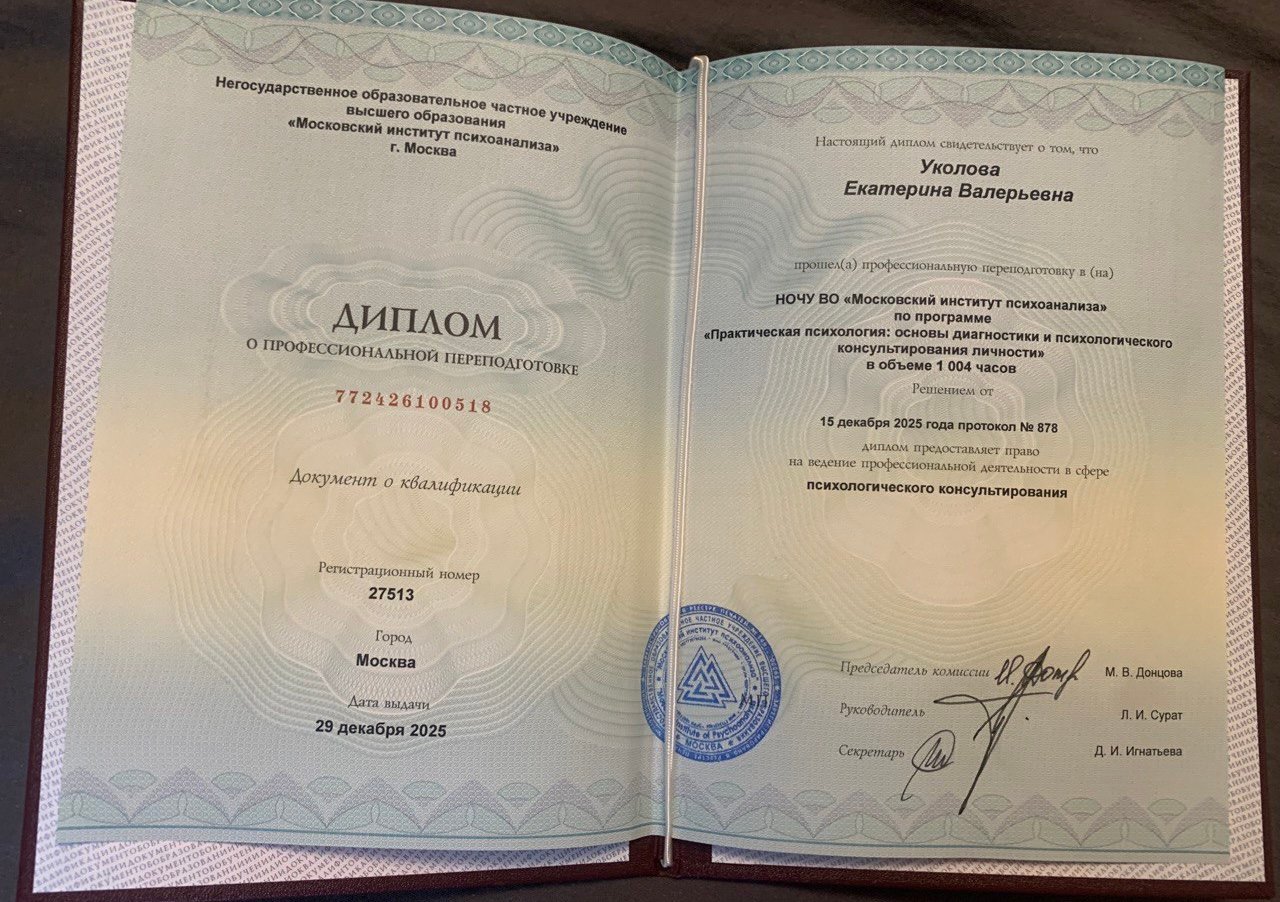 Негосударственное образовательное частное учреждение
высшего образования
«Московский институт психоанализа»
г. Москва
ДИПЛОМ
О ПРОФЕССИОНАЛЬНОЙ ПЕРЕПОДГОТОВКЕ
772426100518
Документ о квалификации
Регистрационный номер
27513
Город
Москва
Дата выдачи
29 декабря 2025
Настоящий диплом свидетельствует о том, что
Уколова
Екатерина Валерьевна
прошел(а) профессиональную переподготовку в (на)
НОЧУ ВО «Московский институт психоанализа»
по программе
«Практическая психология: основы диагностики и психологического
консультирования личности»
в объеме 1 004 часов
Решением от
15 декабря 2025 года протокол № 878
диплом предоставляет право
на ведение профессиональной деятельности в сфере
психологического консультирования
Председатель комиссии М. В. Донцова
Руководитель Л. И. Сурат
Секретарь Д. И. Игнатьева
М.П.
Institute of Psychoanalysis
МОСКВА